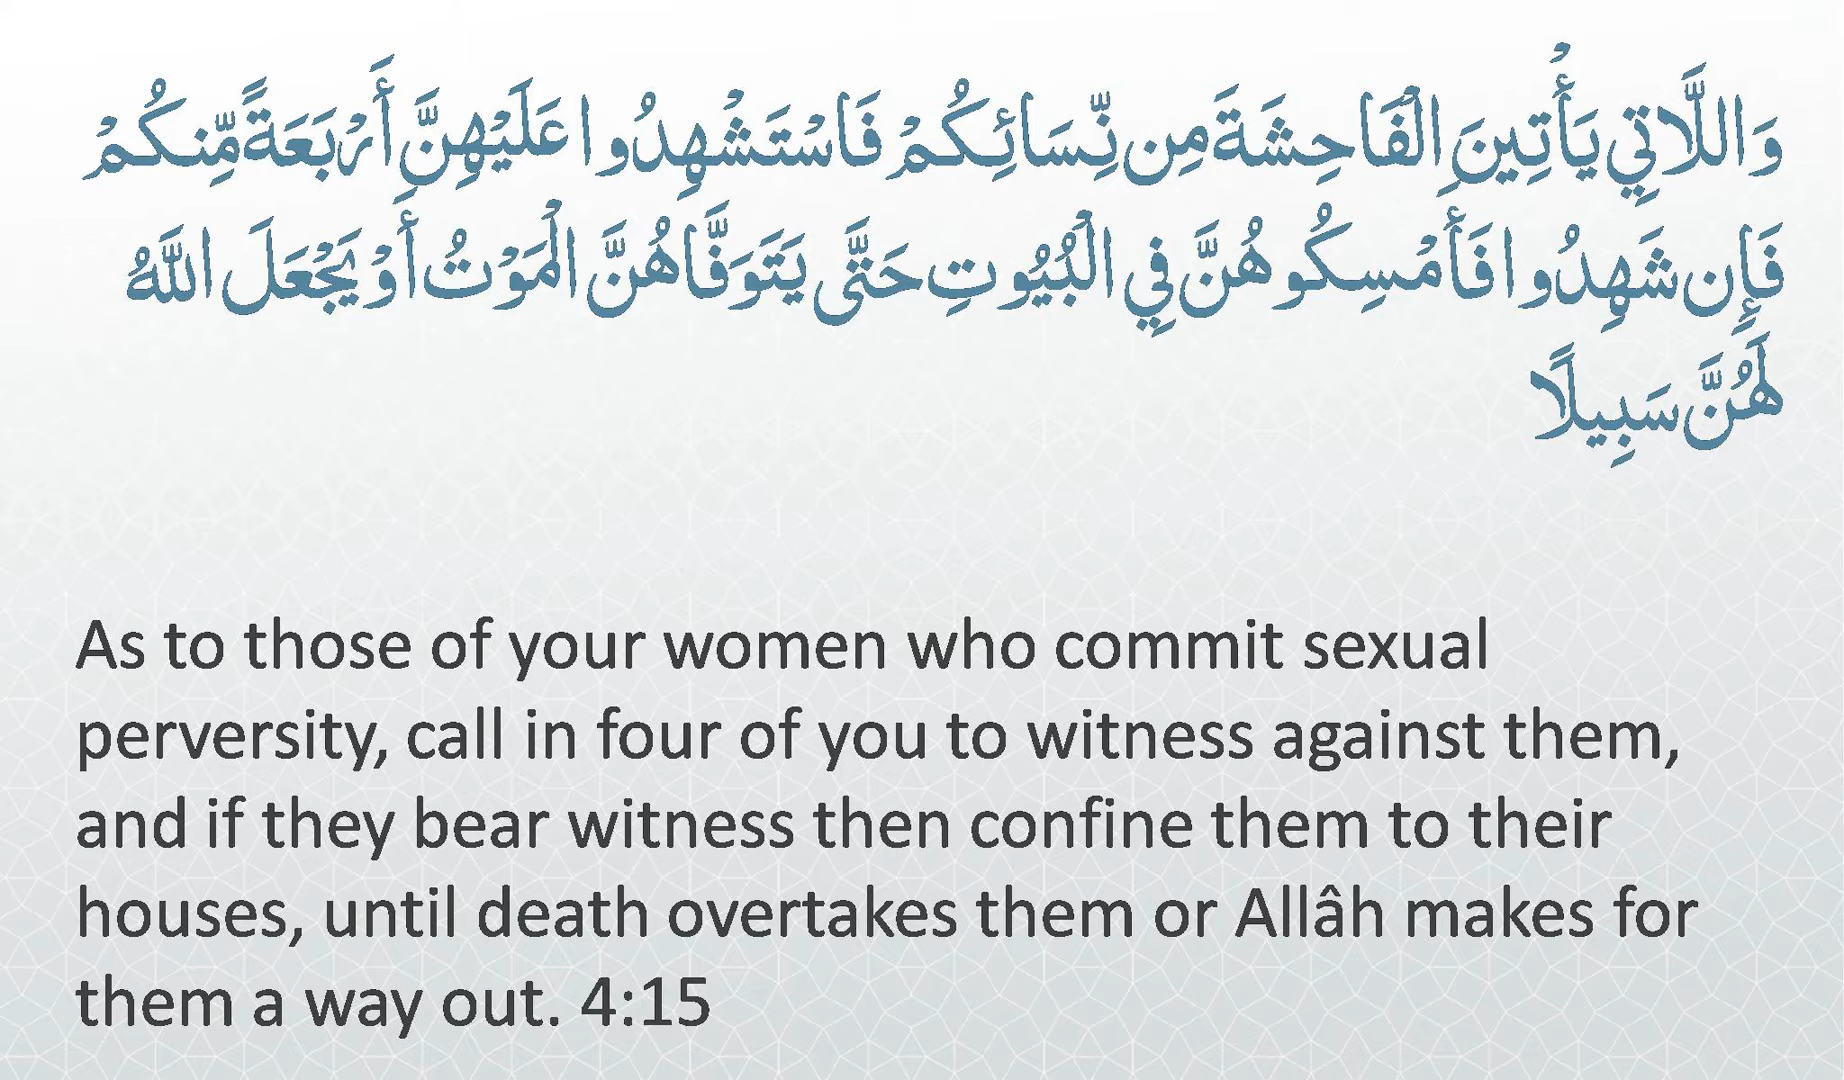 وَاللَّاتِي يَأْتِينَ الْفَاحِشَةَ مِن نِّسَائِكُمْ فَاسْتَشْهِدُوا عَلَيْهِنَّ أَرْبَعَةً مِّنكُمْ
فَإِن شَهِدُوا فَأَمْسِكُوهُنَّ فِي الْبُيُوتِ حَتَّى يَتَوَفَّاهُنَّ الْمَوْتُ أَوْ يَجْعَلَ اللَّهُ
لَهُنَّ سَبِيلًا
As to those of your women who commit sexual
perversity, call in four of you to witness against them,
and if they bear witness then confine them to their
houses, until death overtakes them or Allâh makes for
them a way out. 4:15